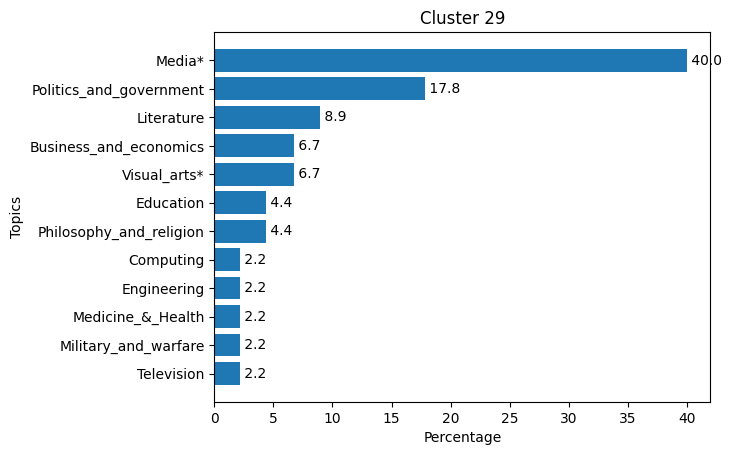 Cluster 29
Media* 40.0
Politics_and_government 17.8
Literature 8.9
Business_and_economics 6.7
Visual_arts* 6.7
Education 4.4
Philosophy_and_religion 4.4
Computing 2.2
Engineering 2.2
Medicine_&_Health 2.2
Military_and_warfare 2.2
Television 2.2
Topics
0 5 10 15 20 25 30 35 40
Percentage